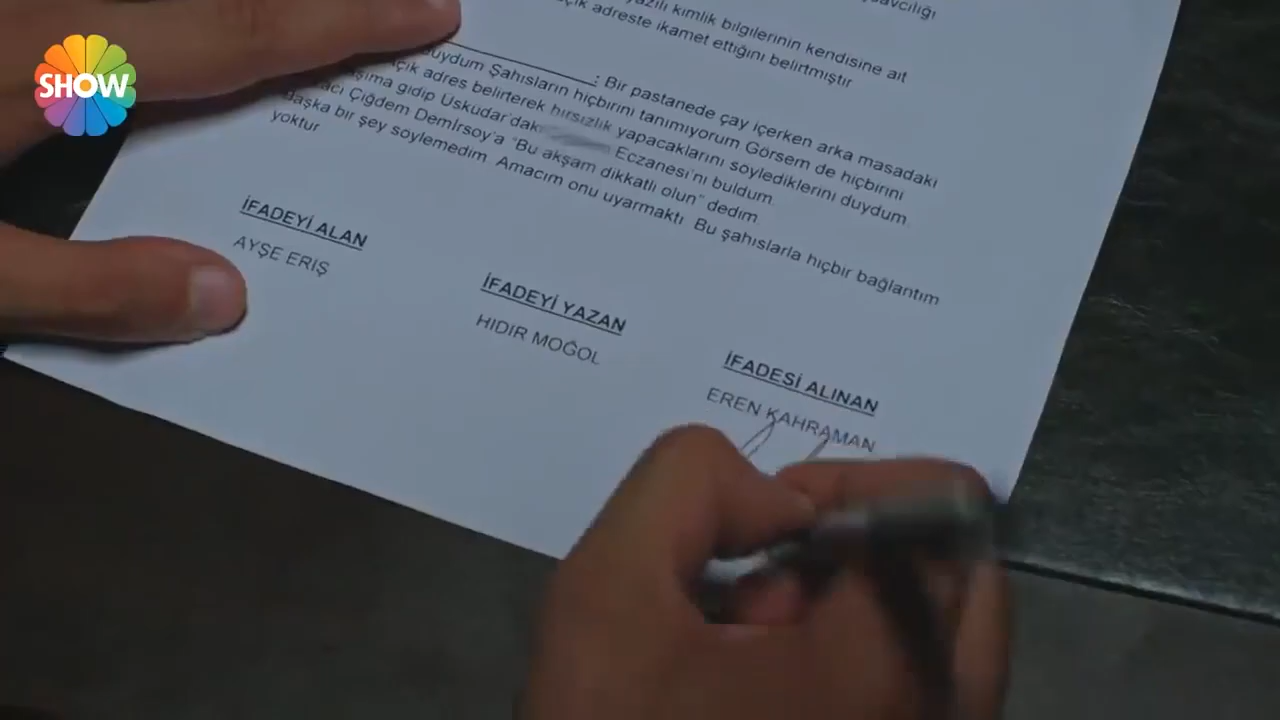 SHOW
avcılığı
yazılı kimlik bilgilerinin kendisine ait
açık adreste ikamet ettiğini belirtmiştir
: Bir pastanede çay içerken arka masadaki
duydum Şahısların hiçbirini tanımıyorum Görsem de hiçbirini
açık adres belirterek hırsızlık yapacaklarını söylediklerini duydum
gidip Üsküdar'daki Eczanesi'ni buldum
Çiğdem Demirsoy'a "Bu akşam dikkatli olun" dedim
başka bir şey söylemedim Amacım onu uyarmaktı Bu şahıslarla hiçbir bağlantım
yoktur
İFADEYİ ALAN
AYŞE ERİŞ
İFADEYİ YAZAN
HIDIR MOĞOL
İFADESİ ALINAN
EREN KAHRAMAN